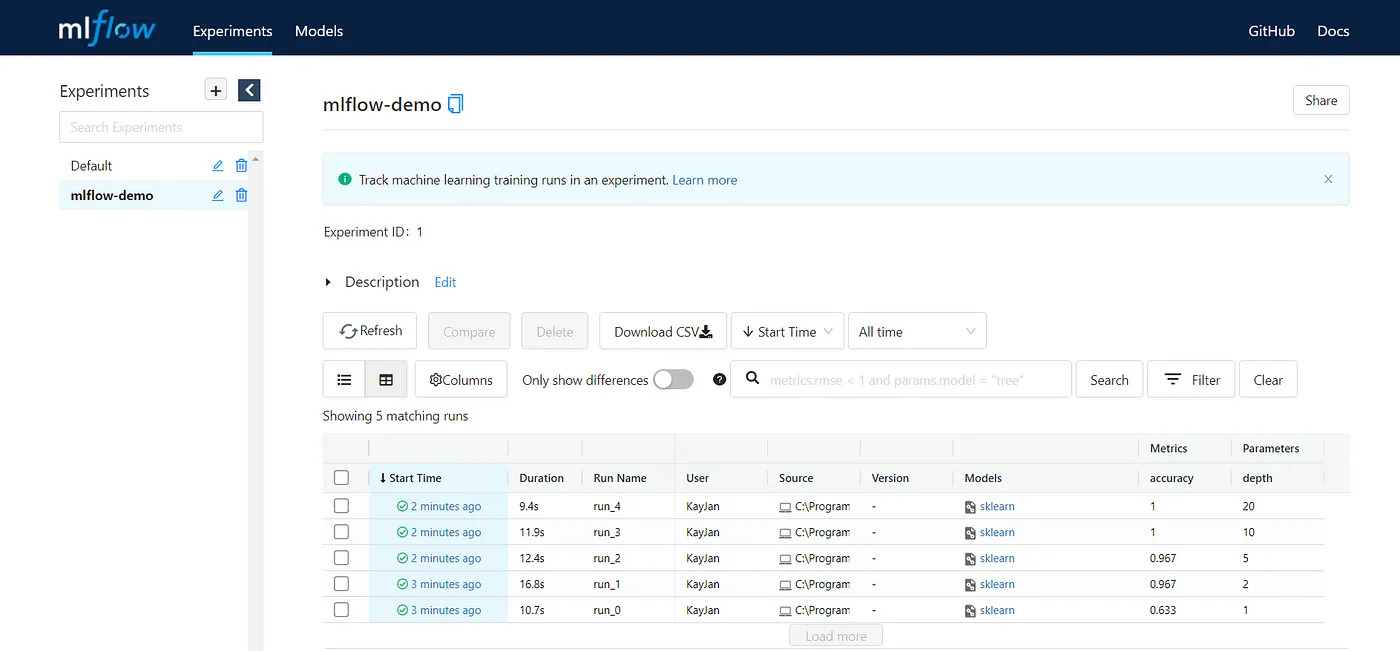 mlflow Experiments Models GitHub Docs
Experiments
Search Experiments
Default
mlflow-demo
mlflow-demo Share
Track machine learning training runs in an experiment. Learn more
Experiment ID: 1
Description Edit
Refresh Compare Delete Download CSV Start Time All time
Columns Only show differences metrics.rmse < 1 and params.model = "tree" Search Filter Clear
Showing 5 matching runs
Metrics Parameters
↓ Start Time Duration Run Name User Source Version Models accuracy depth
2 minutes ago 9.4s run_4 KayJan C:\Program - sklearn 1 20
2 minutes ago 11.9s run_3 KayJan C:\Program - sklearn 1 10
2 minutes ago 12.4s run_2 KayJan C:\Program - sklearn 0.967 5
3 minutes ago 16.8s run_1 KayJan C:\Program - sklearn 0.967 2
3 minutes ago 10.7s run_0 KayJan C:\Program - sklearn 0.633 1
Load more